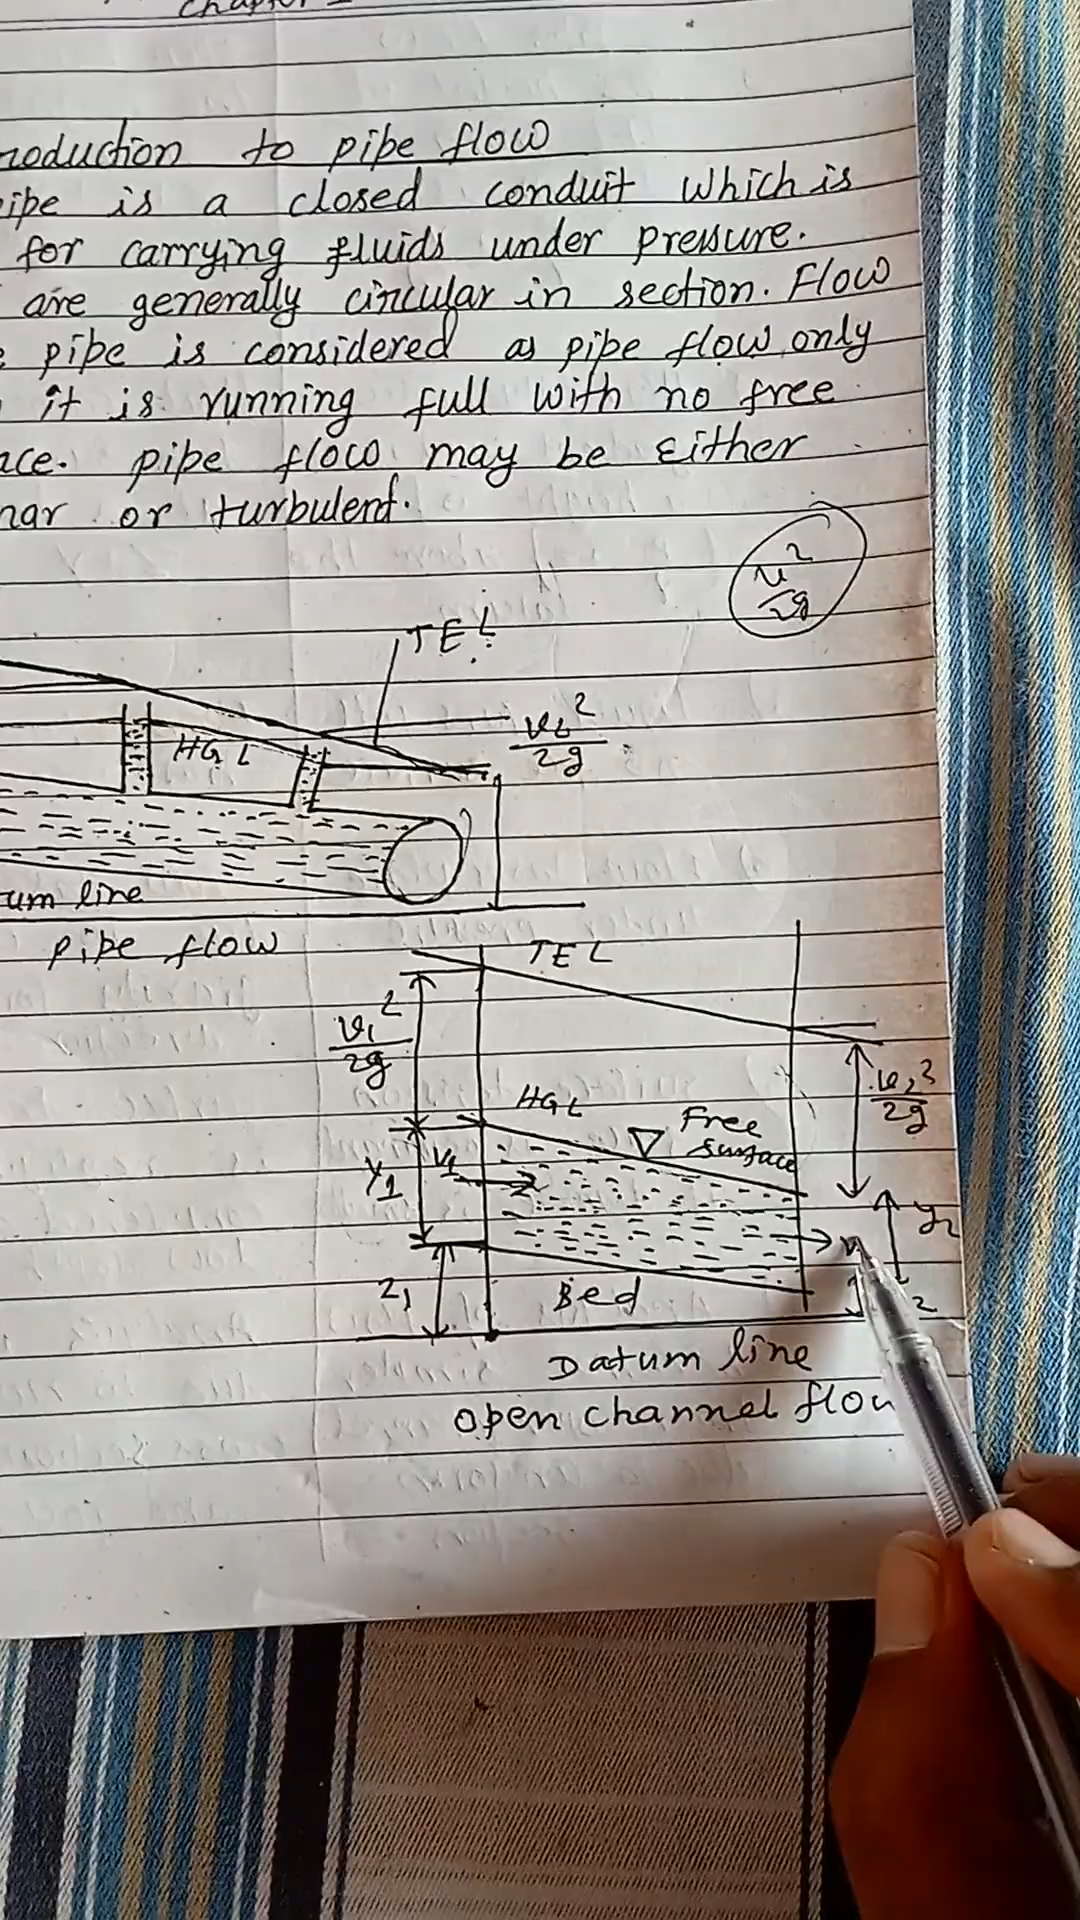 Chapter
roduction to pipe flow
ipe is a closed conduit which is
for carrying fluids under pressure.
are generally circular in section. Flow
pipe is considered as pipe flow only
it is running full with no free
ace. pipe flow may be either
nar or turbulent.
v²
2g
TEL
HGL
v₂²
2g
um line
pipe flow
TEL
v₁²
2g
HGL
Free
surface
v₂²
2g
y₁
V₁
y₂
V
Z₁
Bed
2
Datum line
open channel flow